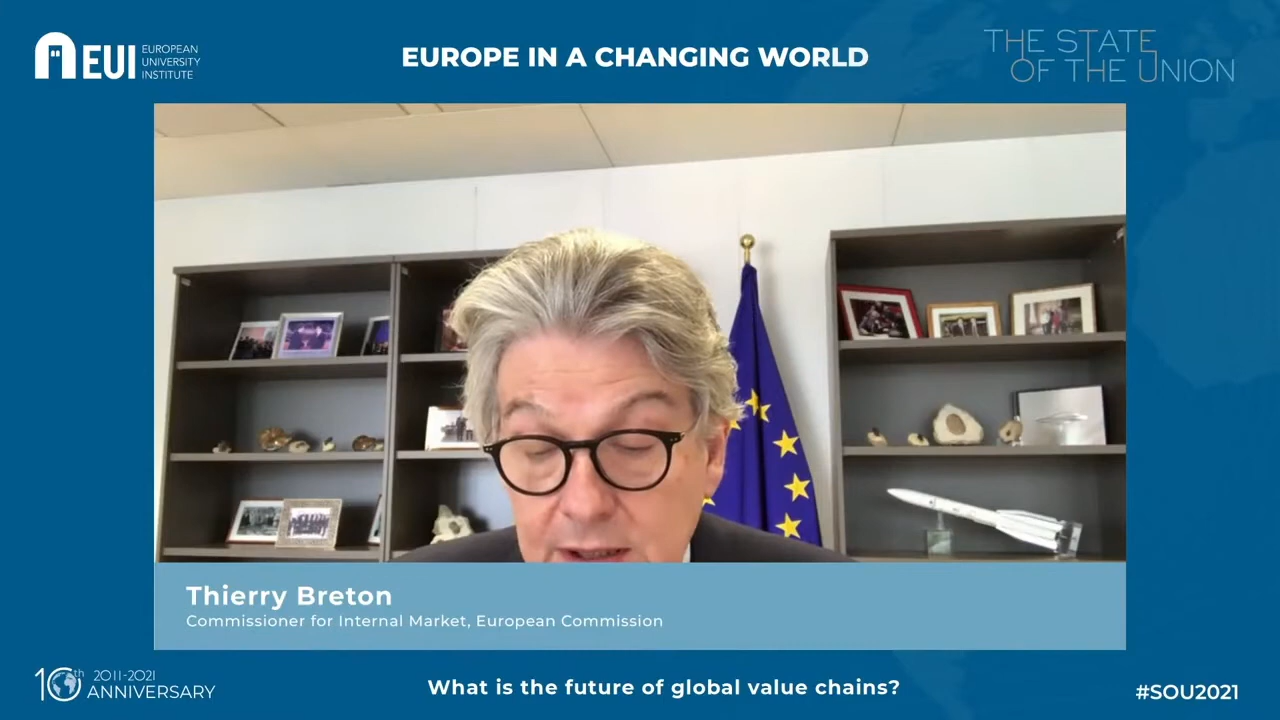 EUI
EUROPEAN
UNIVERSITY
INSTITUTE
EUROPE IN A CHANGING WORLD
THE STATE
OF THE UNION
Thierry Breton
Commissioner for Internal Market, European Commission
10th 2011-2021
ANNIVERSARY
What is the future of global value chains?
#SOU2021